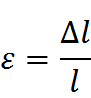 ε = Δl / l